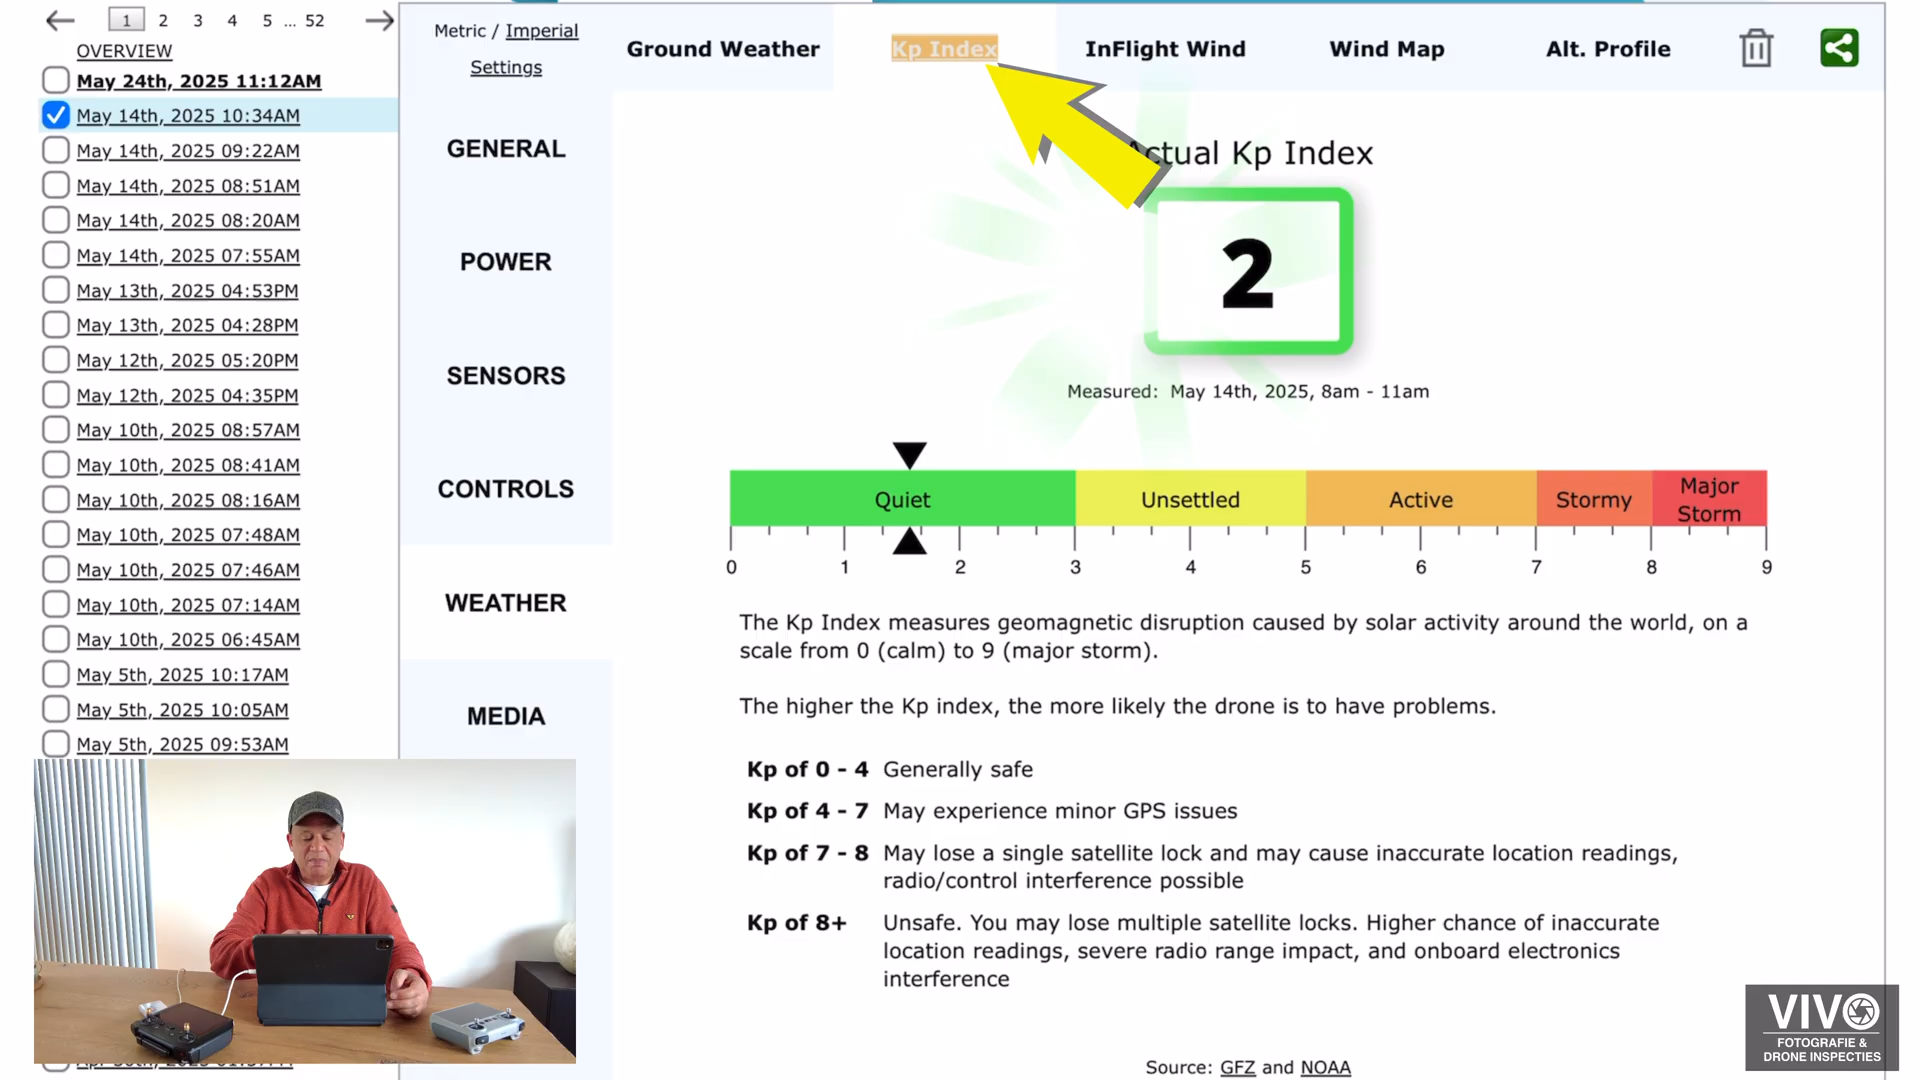 1 2 3 4 5 ... 52
OVERVIEW
May 24th, 2025 11:12AM
May 14th, 2025 10:34AM
May 14th, 2025 09:22AM
May 14th, 2025 08:51AM
May 14th, 2025 08:20AM
May 14th, 2025 07:55AM
May 13th, 2025 04:53PM
May 13th, 2025 04:28PM
May 12th, 2025 05:20PM
May 12th, 2025 04:35PM
May 10th, 2025 08:57AM
May 10th, 2025 08:41AM
May 10th, 2025 08:16AM
May 10th, 2025 07:48AM
May 10th, 2025 07:46AM
May 10th, 2025 07:14AM
May 10th, 2025 06:45AM
May 5th, 2025 10:17AM
May 5th, 2025 10:05AM
May 5th, 2025 09:53AM
Metric / Imperial
Settings
GENERAL
POWER
SENSORS
CONTROLS
WEATHER
MEDIA
Ground Weather
Kp Index
InFlight Wind
Wind Map
Alt. Profile
Actual Kp Index
2
Measured: May 14th, 2025, 8am - 11am
Quiet
Unsettled
Active
Stormy
Major
Storm
0 1 2 3 4 5 6 7 8 9
The Kp Index measures geomagnetic disruption caused by solar activity around the world, on a
scale from 0 (calm) to 9 (major storm).
The higher the Kp index, the more likely the drone is to have problems.
Kp of 0 - 4 Generally safe
Kp of 4 - 7 May experience minor GPS issues
Kp of 7 - 8 May lose a single satellite lock and may cause inaccurate location readings,
radio/control interference possible
Kp of 8+ Unsafe. You may lose multiple satellite locks. Higher chance of inaccurate
location readings, severe radio range impact, and onboard electronics
interference
Source: GFZ and NOAA
VIVO
FOTOGRAFIE &
DRONE INSPECTIES